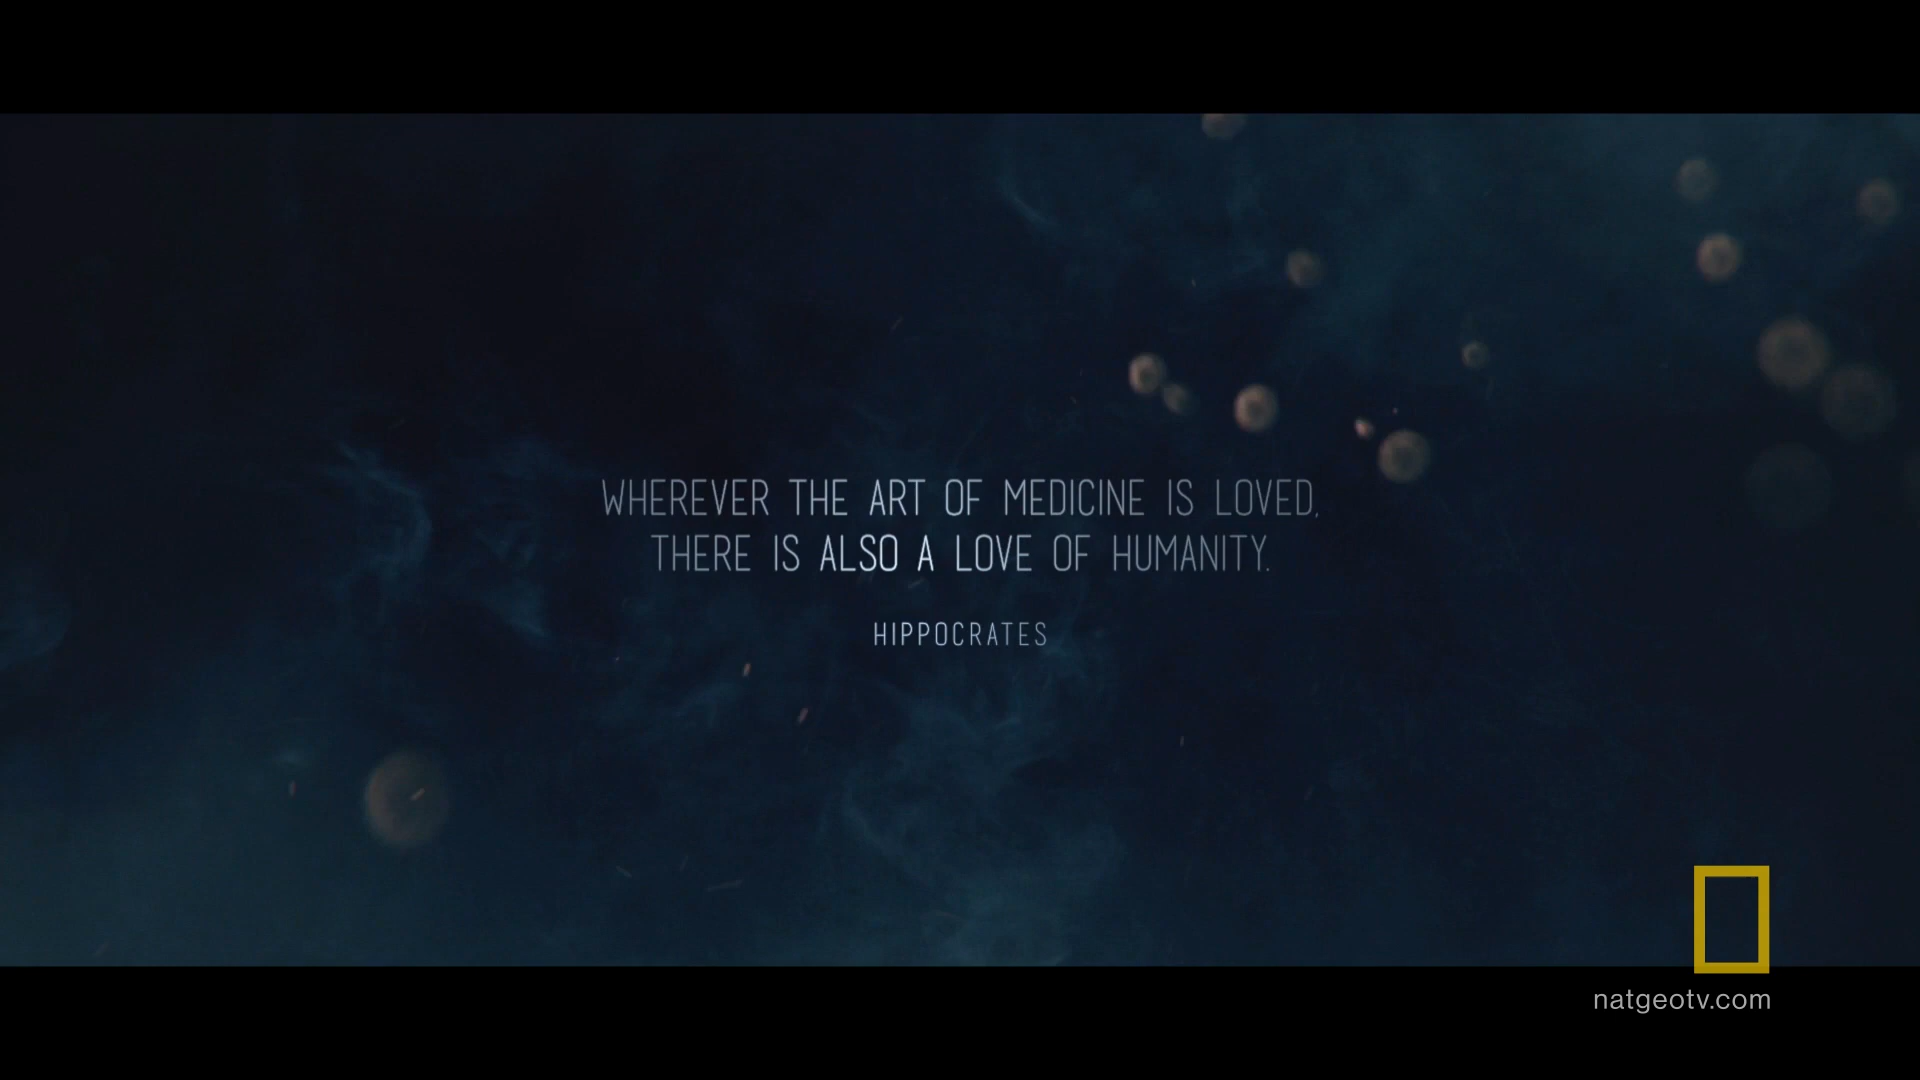 WHEREVER THE ART OF MEDICINE IS LOVED,
THERE IS ALSO A LOVE OF HUMANITY.
HIPPOCRATES
natgeotv.com